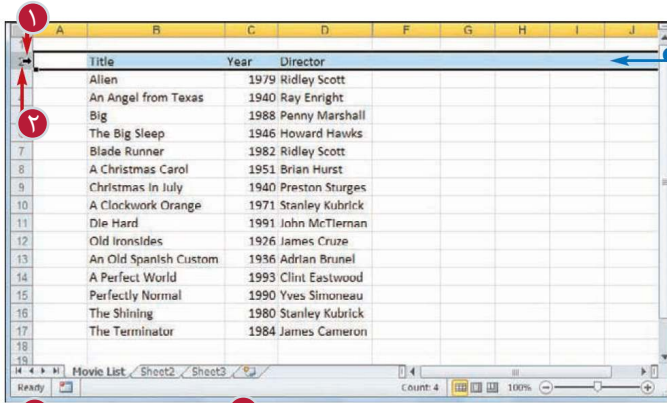 A B C D F G H I J
١
2 Title Year Director
Alien 1979 Ridley Scott
An Angel from Texas 1940 Ray Enright
٢ Big 1988 Penny Marshall
The Big Sleep 1946 Howard Hawks
7 Blade Runner 1982 Ridley Scott
8 A Christmas Carol 1951 Brian Hurst
9 Christmas In July 1940 Preston Sturges
10 A Clockwork Orange 1971 Stanley Kubrick
11 Die Hard 1991 John McTiernan
12 Old Ironsides 1926 James Cruze
13 An Old Spanish Custom 1936 Adrian Brunel
14 A Perfect World 1993 Clint Eastwood
15 Perfectly Normal 1990 Yves Simoneau
16 The Shining 1980 Stanley Kubrick
17 The Terminator 1984 James Cameron
18
19
Movie List Sheet2 Sheet3
Ready Count: 4 100%